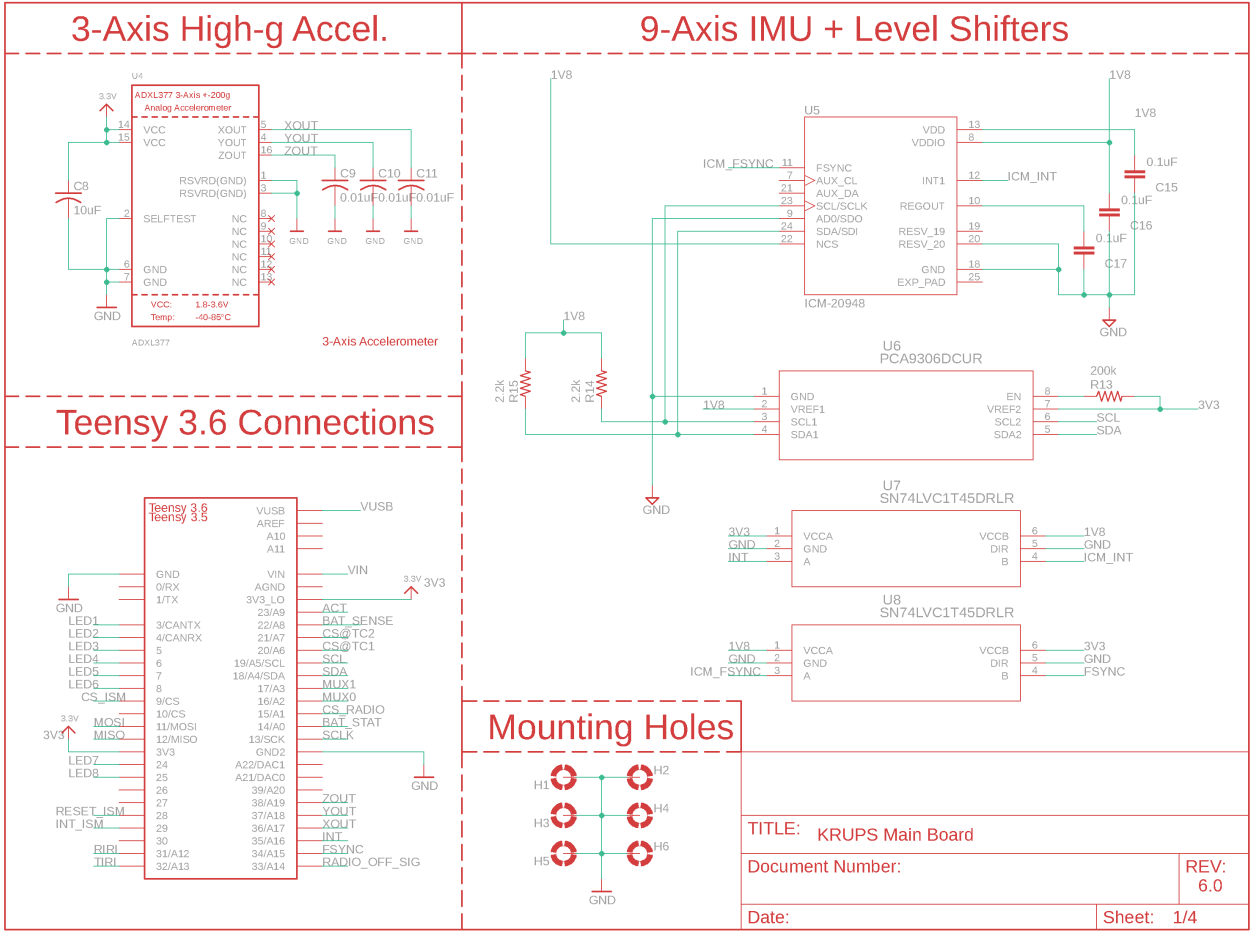 3-Axis High-g Accel.
9-Axis IMU + Level Shifters
U4
ADXL377 3-Axis +-200g
Analog Accelerometer
3.3V
14
15
VCC
VCC
XOUT
YOUT
ZOUT
5
4
16
XOUT
YOUT
ZOUT
RSVRD(GND)
RSVRD(GND)
1
3
C8
10uF
C9
0.01uF
C10
0.01uF
C11
0.01uF
2
SELFTEST
NC
NC
NC
NC
NC
NC
8
9
10
11
12
13
GND
GND
GND
GND
6
7
GND
GND
VCC: 1.8-3.6V
Temp: -40-85°C
GND
ADXL377
3-Axis Accelerometer
1V8
1V8
1V8
U5
ICM_FSYNC
11
7
21
23
9
24
22
FSYNC
AUX_CL
AUX_DA
SCL/SCLK
AD0/SDO
SDA/SDI
NCS
VDD
VDDIO
INT1
REGOUT
RESV_19
RESV_20
GND
EXP_PAD
13
8
12
10
19
20
18
25
ICM_INT
0.1uF
C15
0.1uF
C16
0.1uF
C17
GND
ICM-20948
1V8
2.2k
R15
2.2k
R14
U6
PCA9306DCUR
1V8
1
2
3
4
GND
VREF1
SCL1
SDA1
EN
VREF2
SCL2
SDA2
8
7
6
5
200k
R13
3V3
SCL
SDA
GND
U7
SN74LVC1T45DRLR
3V3
GND
INT
1
2
3
VCCA
GND
A
VCCB
DIR
B
6
5
4
1V8
GND
ICM_INT
U8
SN74LVC1T45DRLR
1V8
GND
ICM_FSYNC
1
2
3
VCCA
GND
A
VCCB
DIR
B
6
5
4
3V3
GND
FSYNC
Teensy 3.6 Connections
Teensy 3.6
Teensy 3.5
VUSB
AREF
A10
A11
VUSB
GND
0/RX
1/TX
VIN
AGND
3V3_LO
VIN
3.3V
3V3
GND
LED1
LED2
LED3
LED4
LED5
LED6
CS_ISM
MOSI
MISO
3/CANTX
4/CANRX
5
6
7
8
9/CS
10/CS
11/MOSI
12/MISO
3V3
24
25
26
27
28
29
30
31/A12
32/A13
3.3V
3V3
LED7
LED8
RESET_ISM
INT_ISM
RIRI
TIRI
23/A9
22/A8
21/A7
20/A6
19/A5/SCL
18/A4/SDA
17/A3
16/A2
15/A1
14/A0
13/SCK
GND2
A22/DAC1
A21/DAC0
39/A20
38/A19
37/A18
36/A17
35/A16
34/A15
33/A14
ACT
BAT_SENSE
CS@TC2
CS@TC1
SCL
SDA
MUX1
MUX0
CS_RADIO
BAT_STAT
SCLK
GND
ZOUT
YOUT
XOUT
INT
FSYNC
RADIO_OFF_SIG
Mounting Holes
H1
H2
H3
H4
H5
H6
GND
TITLE: KRUPS Main Board
Document Number:
REV:
6.0
Date:
Sheet: 1/4